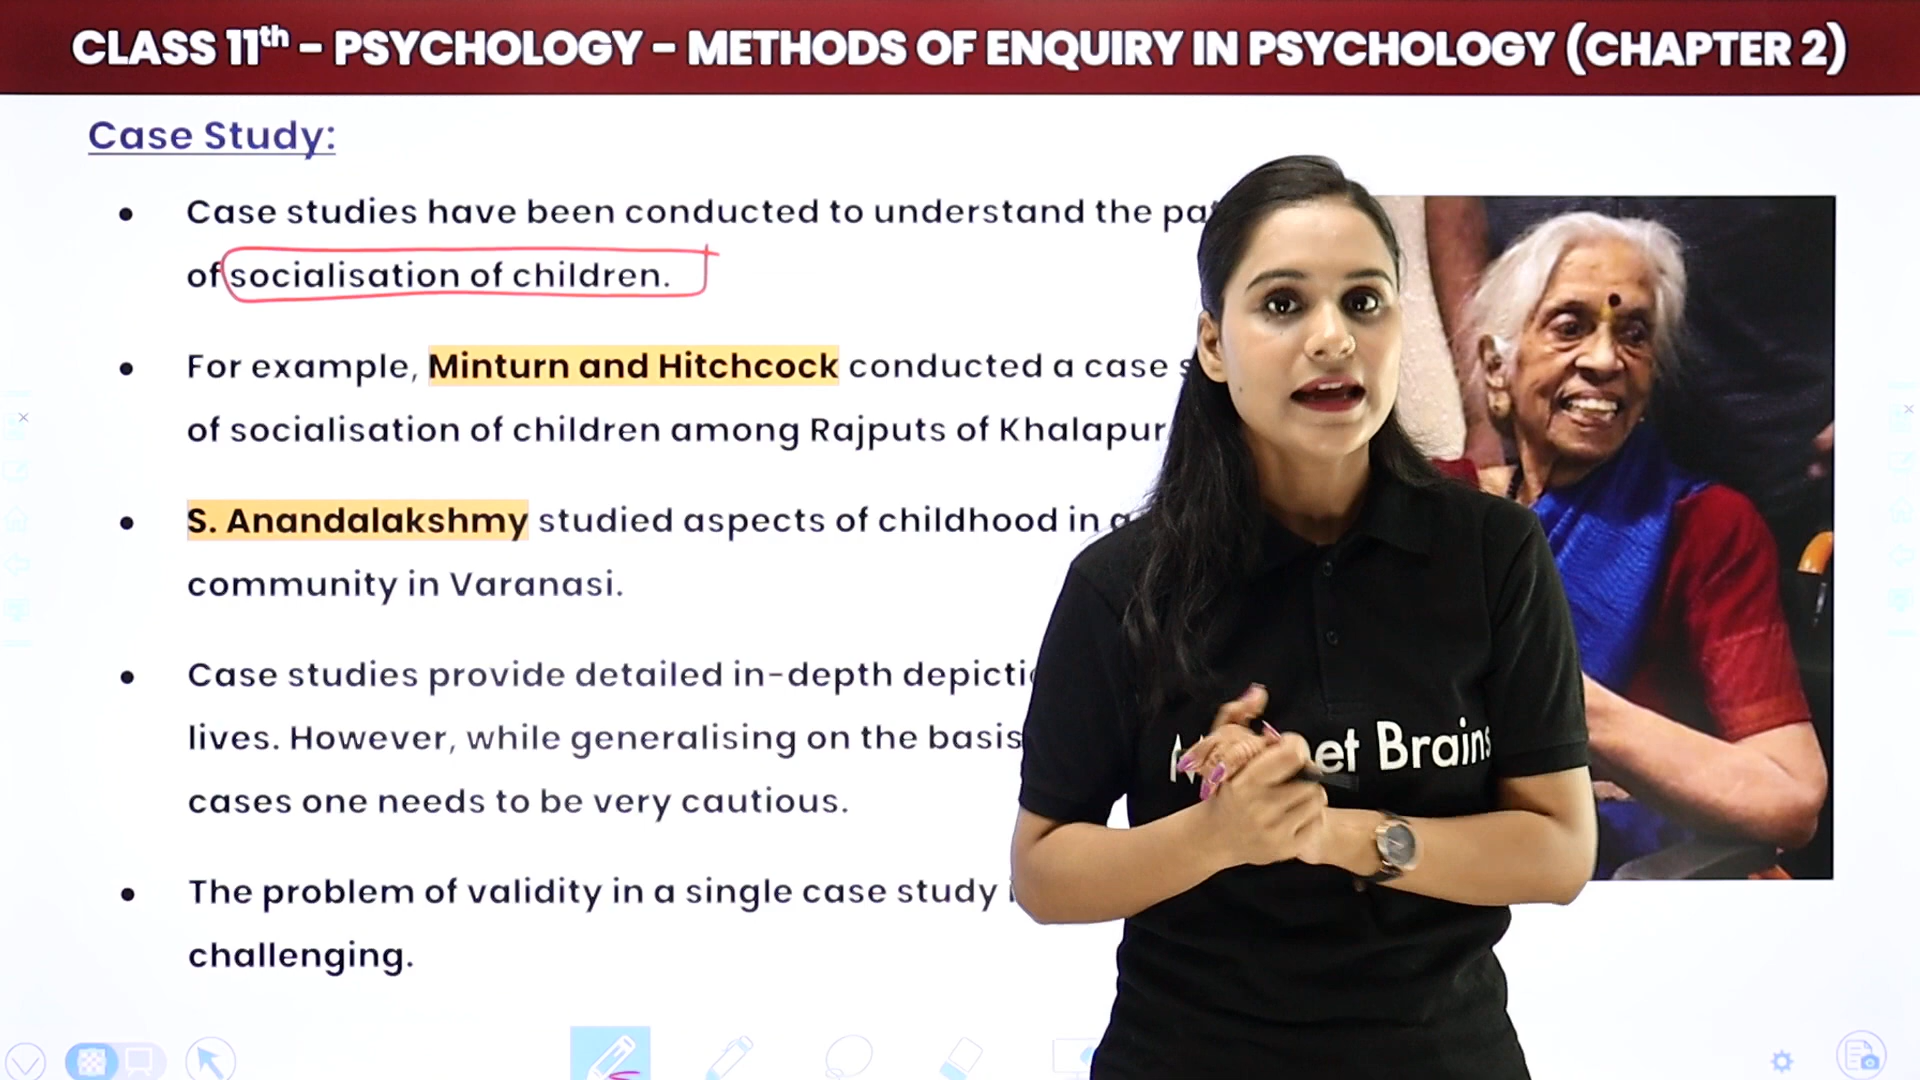 CLASS 11th – PSYCHOLOGY – METHODS OF ENQUIRY IN PSYCHOLOGY (CHAPTER 2)
Case Study:
• Case studies have been conducted to understand the
of socialisation of children.
• For example, Minturn and Hitchcock conducted a case
of socialisation of children among Rajputs of Khalapur
• S. Anandalakshmy studied aspects of childhood in a
community in Varanasi.
• Case studies provide detailed in-depth
lives. However, while generalising on the basis
cases one needs to be very cautious.
• The problem of validity in a single case study
challenging.
et Brains